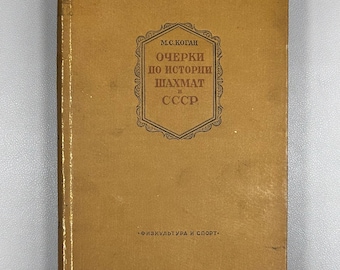 М. С. КОГАН
ОЧЕРКИ
ПО ИСТОРИИ
ШАХМАТ
в
СССР
«ФИЗКУЛЬТУРА И СПОРТ»